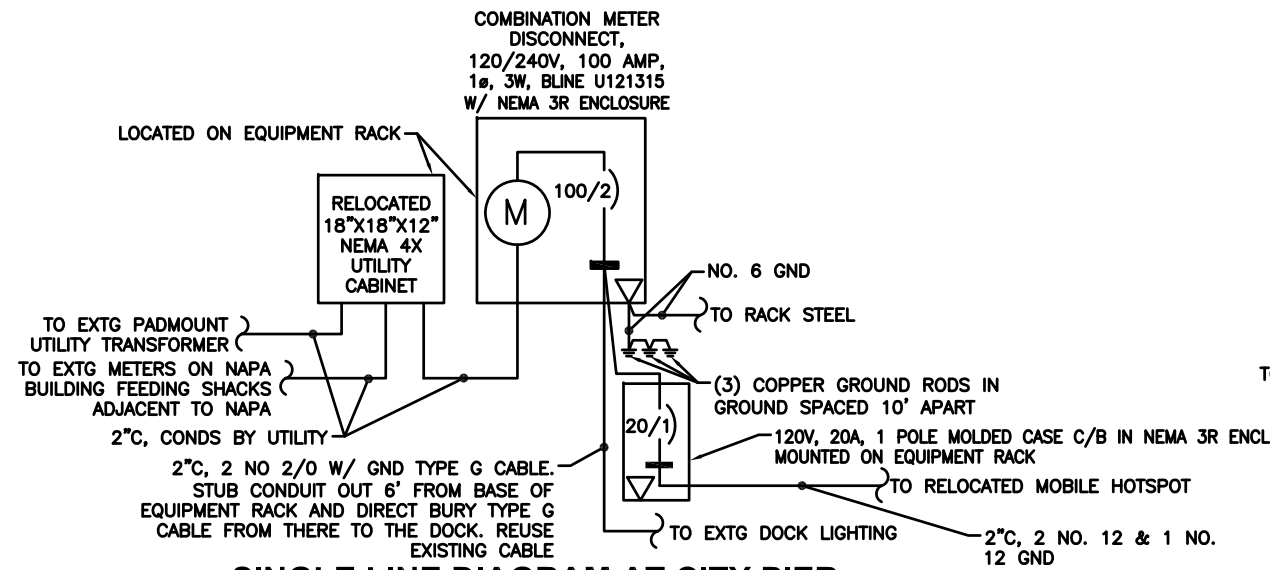 COMBINATION METER
DISCONNECT,
120/240V, 100 AMP,
1ø, 3W, BLINE U121315
W/ NEMA 3R ENCLOSURE
LOCATED ON EQUIPMENT RACK
RELOCATED
18"X18"X12"
NEMA 4X
UTILITY
CABINET
M
100/2
NO. 6 GND
TO RACK STEEL
TO EXTG PADMOUNT
UTILITY TRANSFORMER
TO EXTG METERS ON NAPA
BUILDING FEEDING SHACKS
ADJACENT TO NAPA
2"C, CONDS BY UTILITY
(3) COPPER GROUND RODS IN
GROUND SPACED 10' APART
20/1
120V, 20A, 1 POLE MOLDED CASE C/B IN NEMA 3R ENCL
MOUNTED ON EQUIPMENT RACK
2"C, 2 NO 2/0 W/ GND TYPE G CABLE.
STUB CONDUIT OUT 6' FROM BASE OF
EQUIPMENT RACK AND DIRECT BURY TYPE G
CABLE FROM THERE TO THE DOCK. REUSE
EXISTING CABLE
TO RELOCATED MOBILE HOTSPOT
TO EXTG DOCK LIGHTING
2"C, 2 NO. 12 & 1 NO.
12 GND
SINGLE LINE DIAGRAM AT CITY PIER